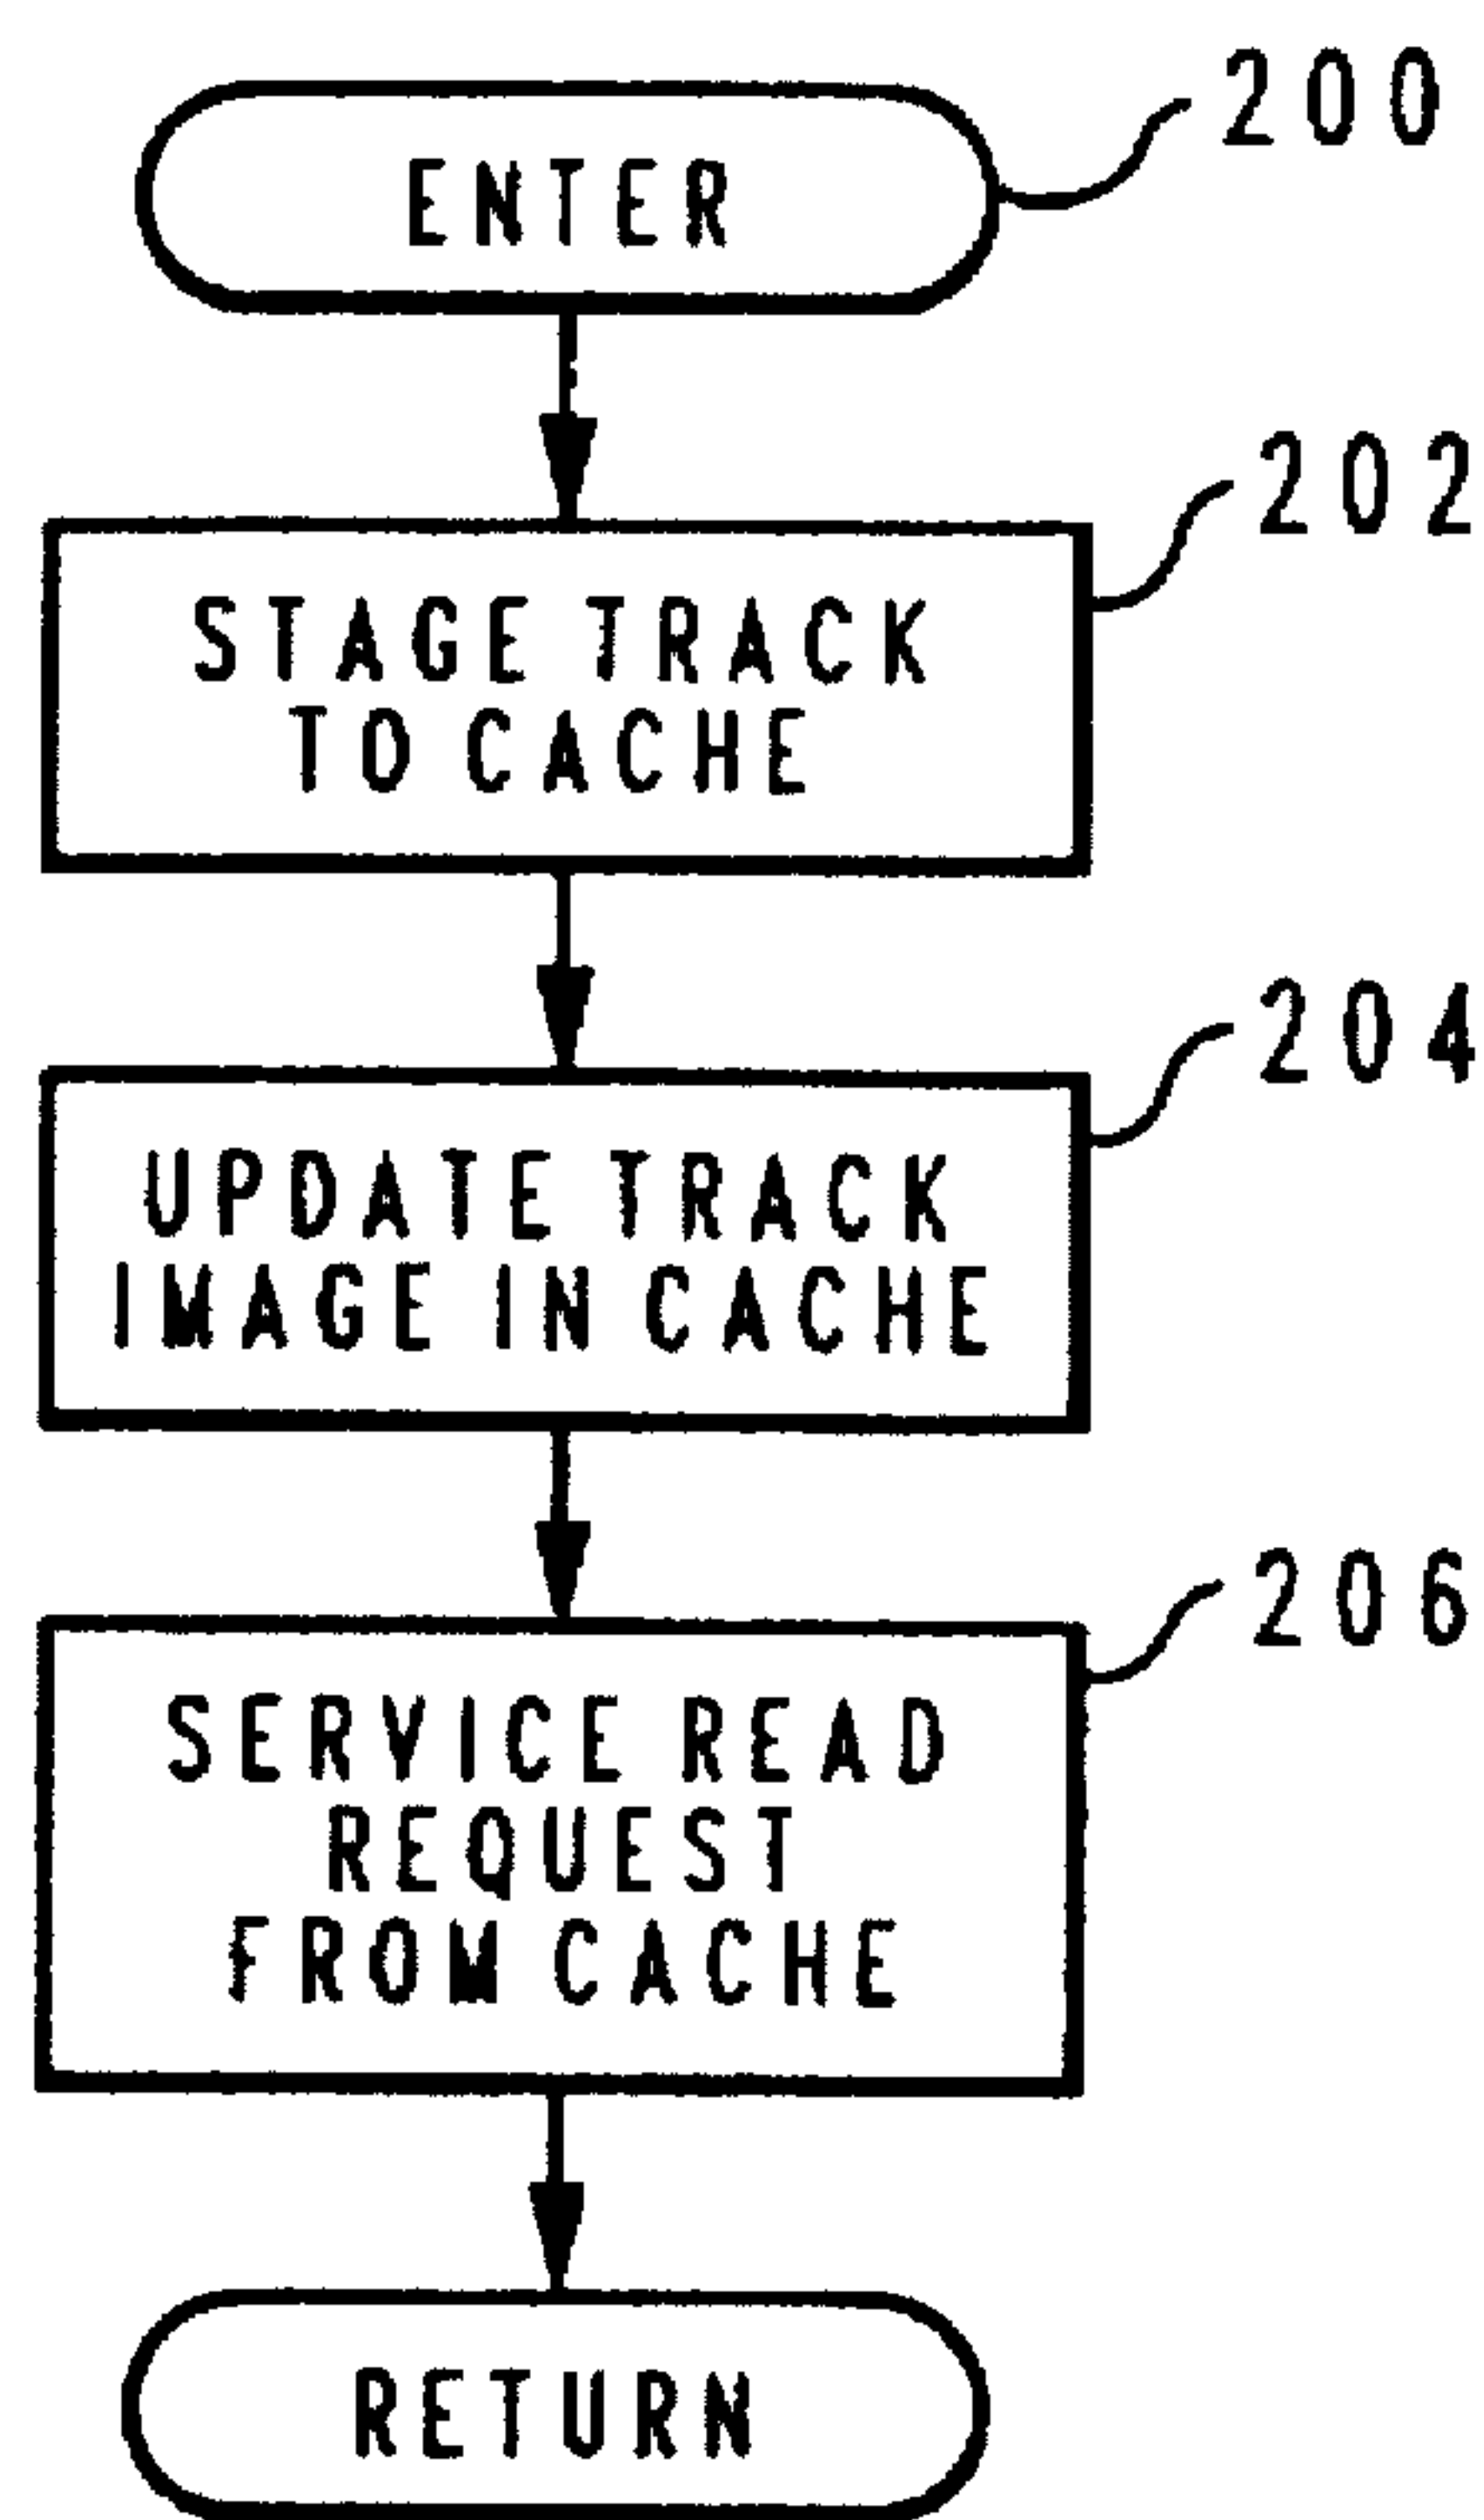 200
ENTER
202
STAGE TRACK
TO CACHE
204
UPDATE TRACK
IMAGE IN CACHE
206
SERVICE READ
REQUEST
FROM CACHE
RETURN